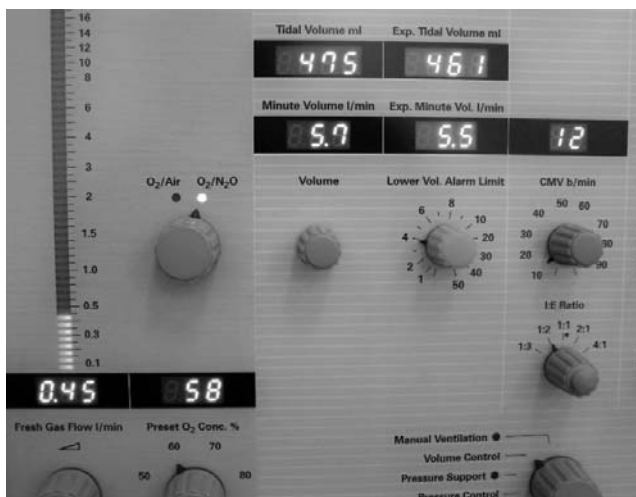 Tidal Volume ml Exp. Tidal Volume ml
475 461
Minute Volume l/min Exp. Minute Vol. l/min
5.7 5.5 12
16
14
12
10
8
6
4
3
2
1.5
1.0
0.5
0.3
0.1
O₂/Air O₂/N₂O
Volume
Lower Vol. Alarm Limit
1 2 4 6 8 10 20 30 40 50
CMV b/min
10 20 30 40 50 60 70 80 90
I:E Ratio
1:3 1:2 1:1 2:1 4:1
0.45 58
Fresh Gas Flow l/min Preset O₂ Conc. %
50 60 70 80
Manual Ventilation
Volume Control
Pressure Support
Pressure Control